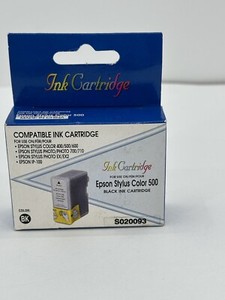 Ink Cartridge
COMPATIBLE INK CARTRIDGE
FOR USE ON/PER/POUR
• EPSON STYLUS COLOR 400/500/600
• EPSON STYLUS PHOTO/PHOTO 700/710
• EPSON STYLUS PHOTO EX/EX2
• EPSON IP-100
Ink Cartridge
FOR USE ON/PER/POUR
Epson Stylus Color 500
BLACK INK CARTRIDGE
COLOR:
BK
S020093